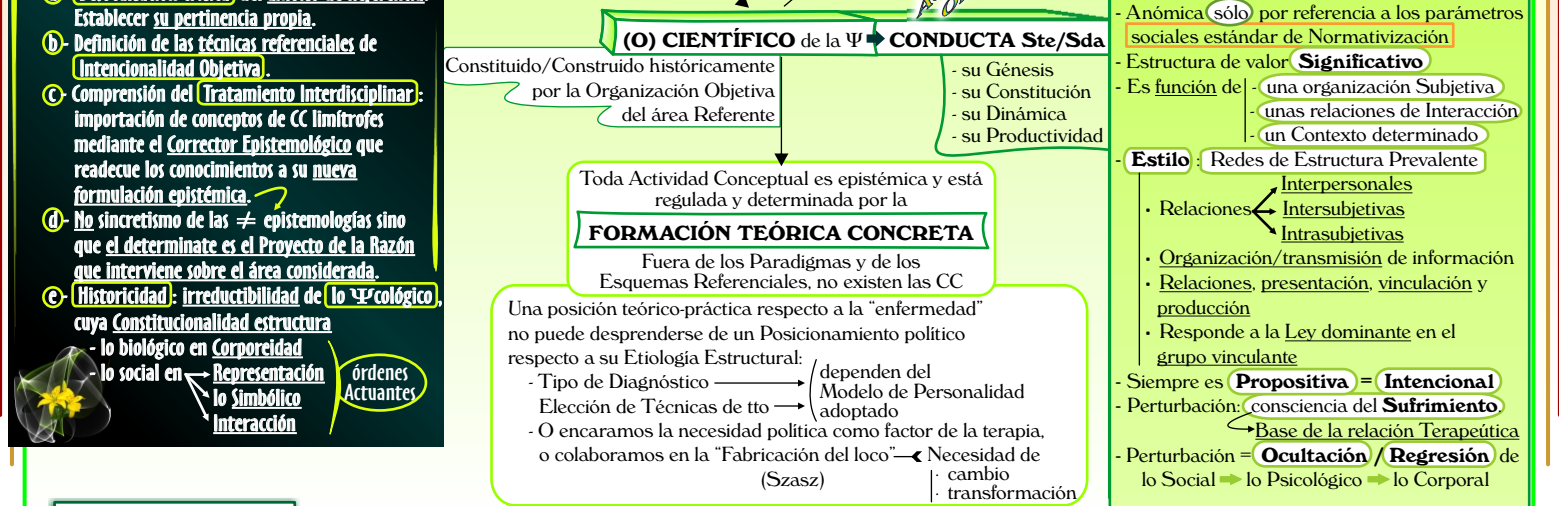 Establecer su pertinencia propia.
b- Definición de las técnicas referenciales de
Intencionalidad Objetiva.
c- Comprensión del Tratamiento Interdisciplinar:
importación de conceptos de CC limítrofes
mediante el Corrector Epistemológico que
readecue los conocimientos a su nueva
formulación epistémica.
d- No sincretismo de las ≠ epistemologías sino
que el determinate es el Proyecto de la Razón
que interviene sobre el área considerada.
e- Historicidad: irreductibilidad de lo Ψcológico,
cuya Constitucionalidad estructura
- lo biológico en Corporeidad
- lo social en Representación
lo Simbólico
Interacción
órdenes
Actuantes
(O) CIENTÍFICO de la Ψ CONDUCTA Ste/Sda
Constituido/Construido históricamente
por la Organización Objetiva
del área Referente
- su Génesis
- su Constitución
- su Dinámica
- su Productividad
Toda Actividad Conceptual es epistémica y está
regulada y determinada por la
FORMACIÓN TEÓRICA CONCRETA
Fuera de los Paradigmas y de los
Esquemas Referenciales, no existen las CC
Una posición teórico-práctica respecto a la “enfermedad”
no puede desprenderse de un Posicionamiento político
respecto a su Etiología Estructural:
- Tipo de Diagnóstico
Elección de Técnicas de tto
dependen del
Modelo de Personalidad
adoptado
- O encaramos la necesidad política como factor de la terapia,
o colaboramos en la “Fabricación del loco” Necesidad de
(Szasz)
· cambio
· transformación
- Anómica sólo por referencia a los parámetros
sociales estándar de Normativización
- Estructura de valor Significativo
- Es función de - una organización Subjetiva
- unas relaciones de Interacción
- un Contexto determinado
- Estilo : Redes de Estructura Prevalente
· Relaciones Interpersonales
Intersubjetivas
Intrasubjetivas
· Organización/transmisión de información
· Relaciones, presentación, vinculación y
producción
· Responde a la Ley dominante en el
grupo vinculante
- Siempre es Propositiva = Intencional
- Perturbación: consciencia del Sufrimiento.
Base de la relación Terapeútica
- Perturbación = Ocultación / Regresión de
lo Social lo Psicológico lo Corporal